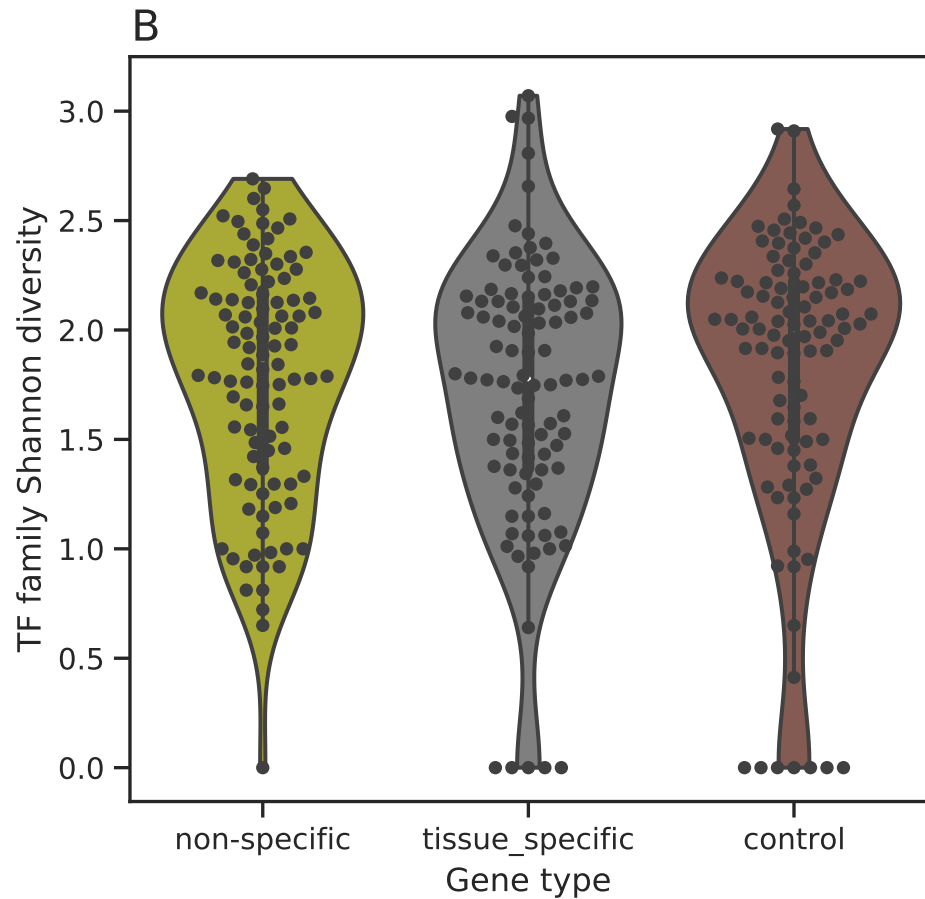 B
TF family Shannon diversity
3.0
2.5
2.0
1.5
1.0
0.5
0.0
non-specific
tissue_specific
control
Gene type